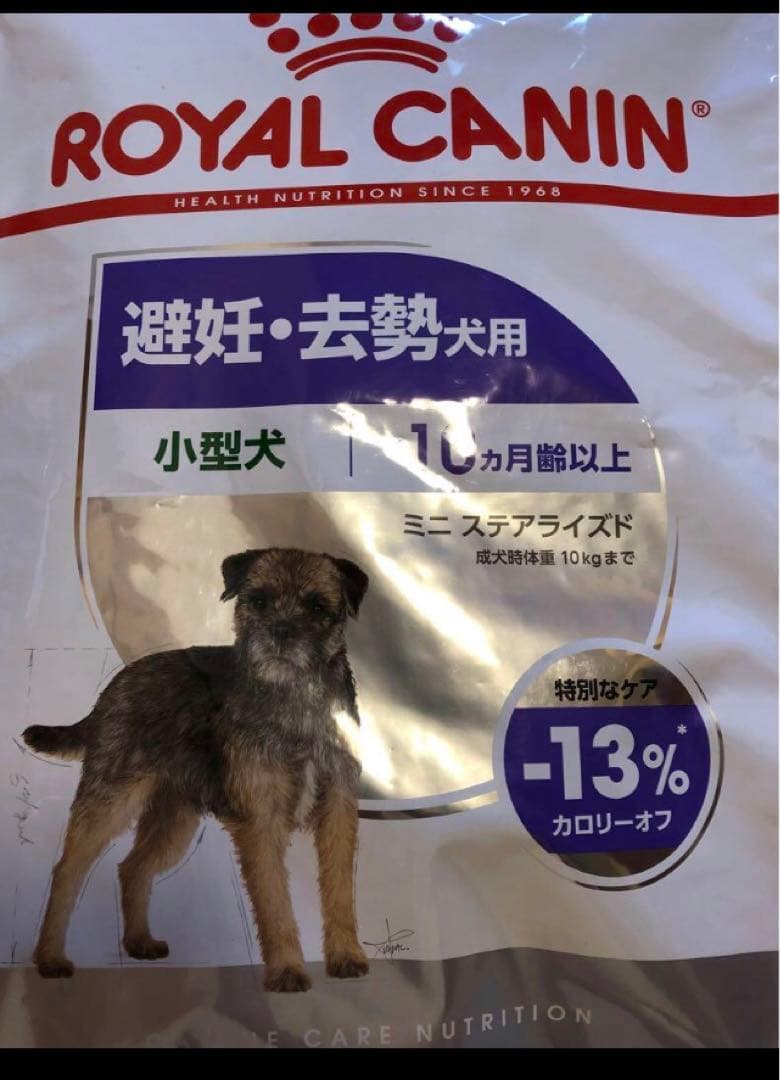 ROYAL CANIN®
HEALTH NUTRITION SINCE 1968
避妊・去勢犬用
小型犬
10ヵ月齢以上
ミニ ステアライズド
成犬時体重 10kgまで
特別なケア
-13%*
カロリーオフ
CARE NUTRITION